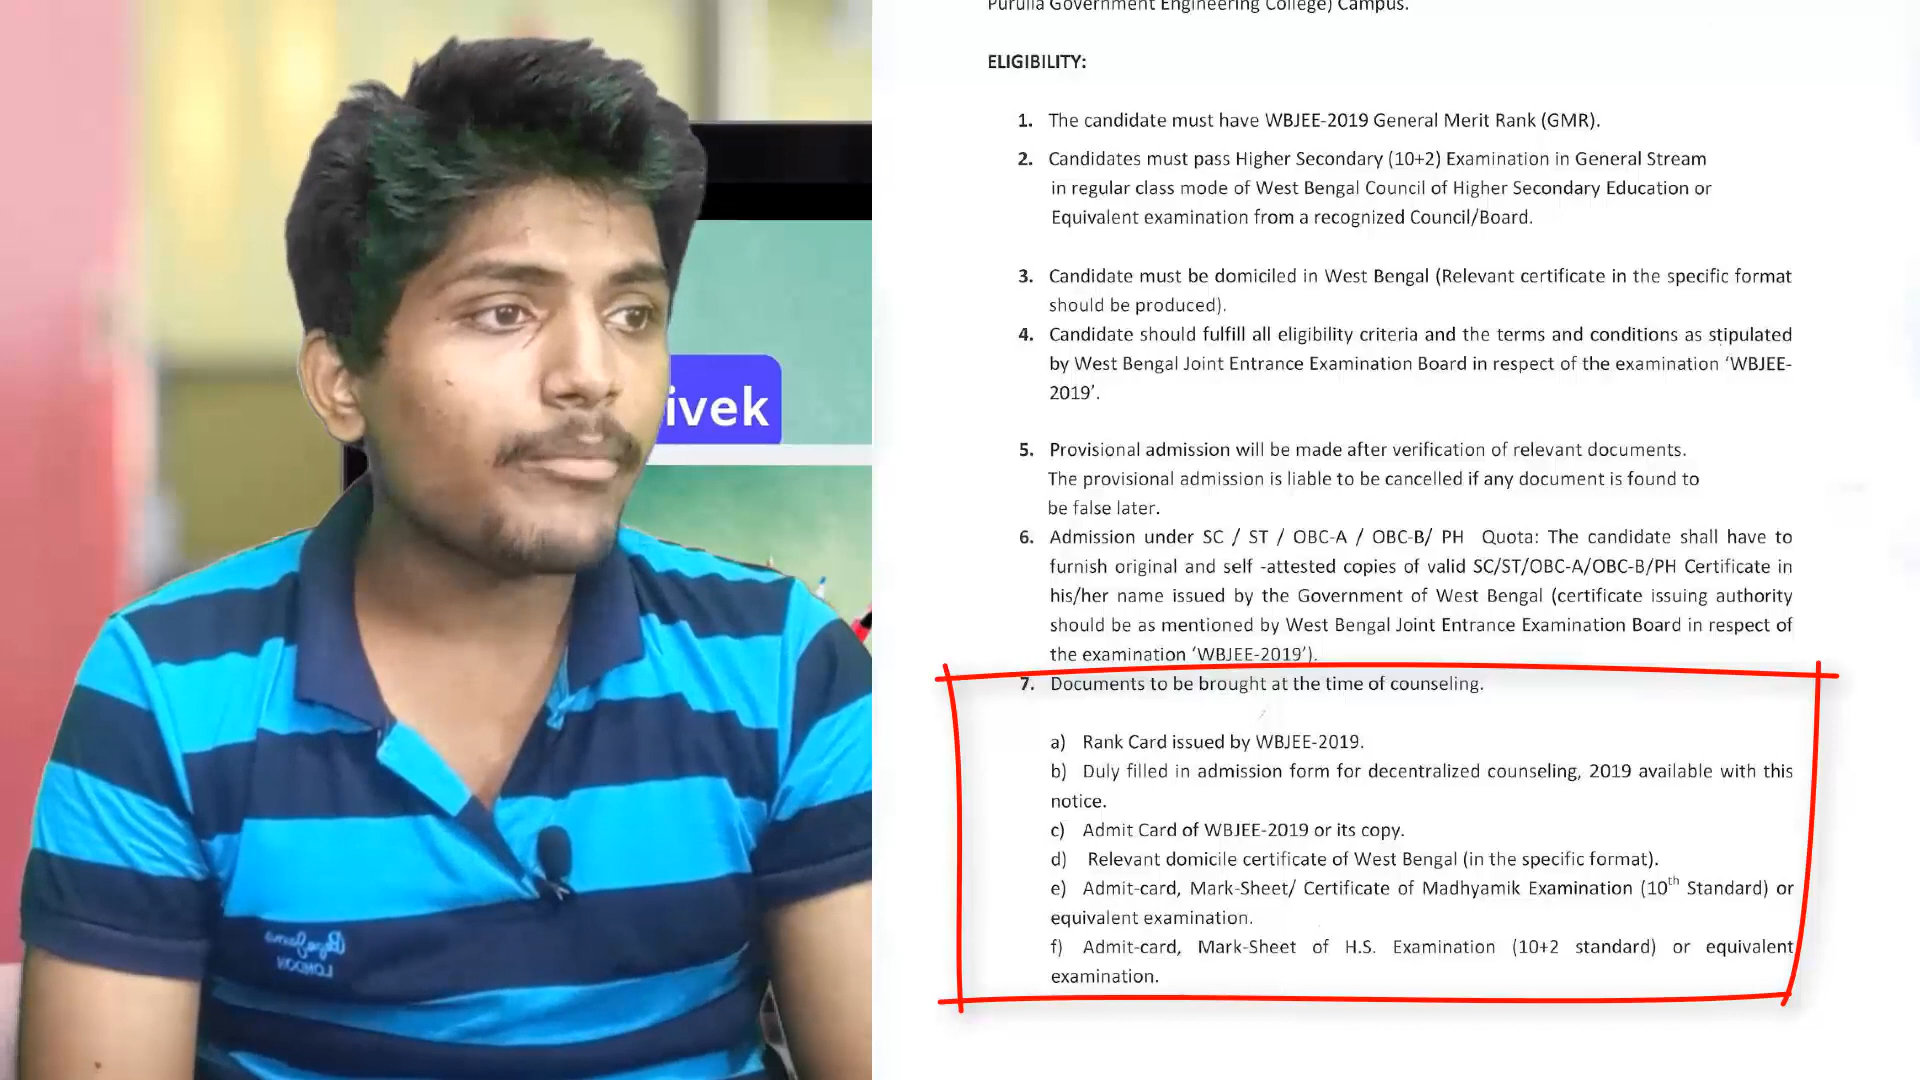 Purulia Government Engineering College) Campus.
ELIGIBILITY:
1. The candidate must have WBJEE-2019 General Merit Rank (GMR).
2. Candidates must pass Higher Secondary (10+2) Examination in General Stream
in regular class mode of West Bengal Council of Higher Secondary Education or
Equivalent examination from a recognized Council/Board.
3. Candidate must be domiciled in West Bengal (Relevant certificate in the specific format
should be produced).
4. Candidate should fulfill all eligibility criteria and the terms and conditions as stipulated
by West Bengal Joint Entrance Examination Board in respect of the examination ‘WBJEE-
2019’.
5. Provisional admission will be made after verification of relevant documents.
The provisional admission is liable to be cancelled if any document is found to
be false later.
6. Admission under SC / ST / OBC-A / OBC-B/ PH Quota: The candidate shall have to
furnish original and self -attested copies of valid SC/ST/OBC-A/OBC-B/PH Certificate in
his/her name issued by the Government of West Bengal (certificate issuing authority
should be as mentioned by West Bengal Joint Entrance Examination Board in respect of
the examination ‘WBJEE-2019’).
7. Documents to be brought at the time of counseling.
a) Rank Card issued by WBJEE-2019.
b) Duly filled in admission form for decentralized counseling, 2019 available with this
notice.
c) Admit Card of WBJEE-2019 or its copy.
d) Relevant domicile certificate of West Bengal (in the specific format).
e) Admit-card, Mark-Sheet/ Certificate of Madhyamik Examination (10th Standard) or
equivalent examination.
f) Admit-card, Mark-Sheet of H.S. Examination (10+2 standard) or equivalent
examination.
ivek
LONDON